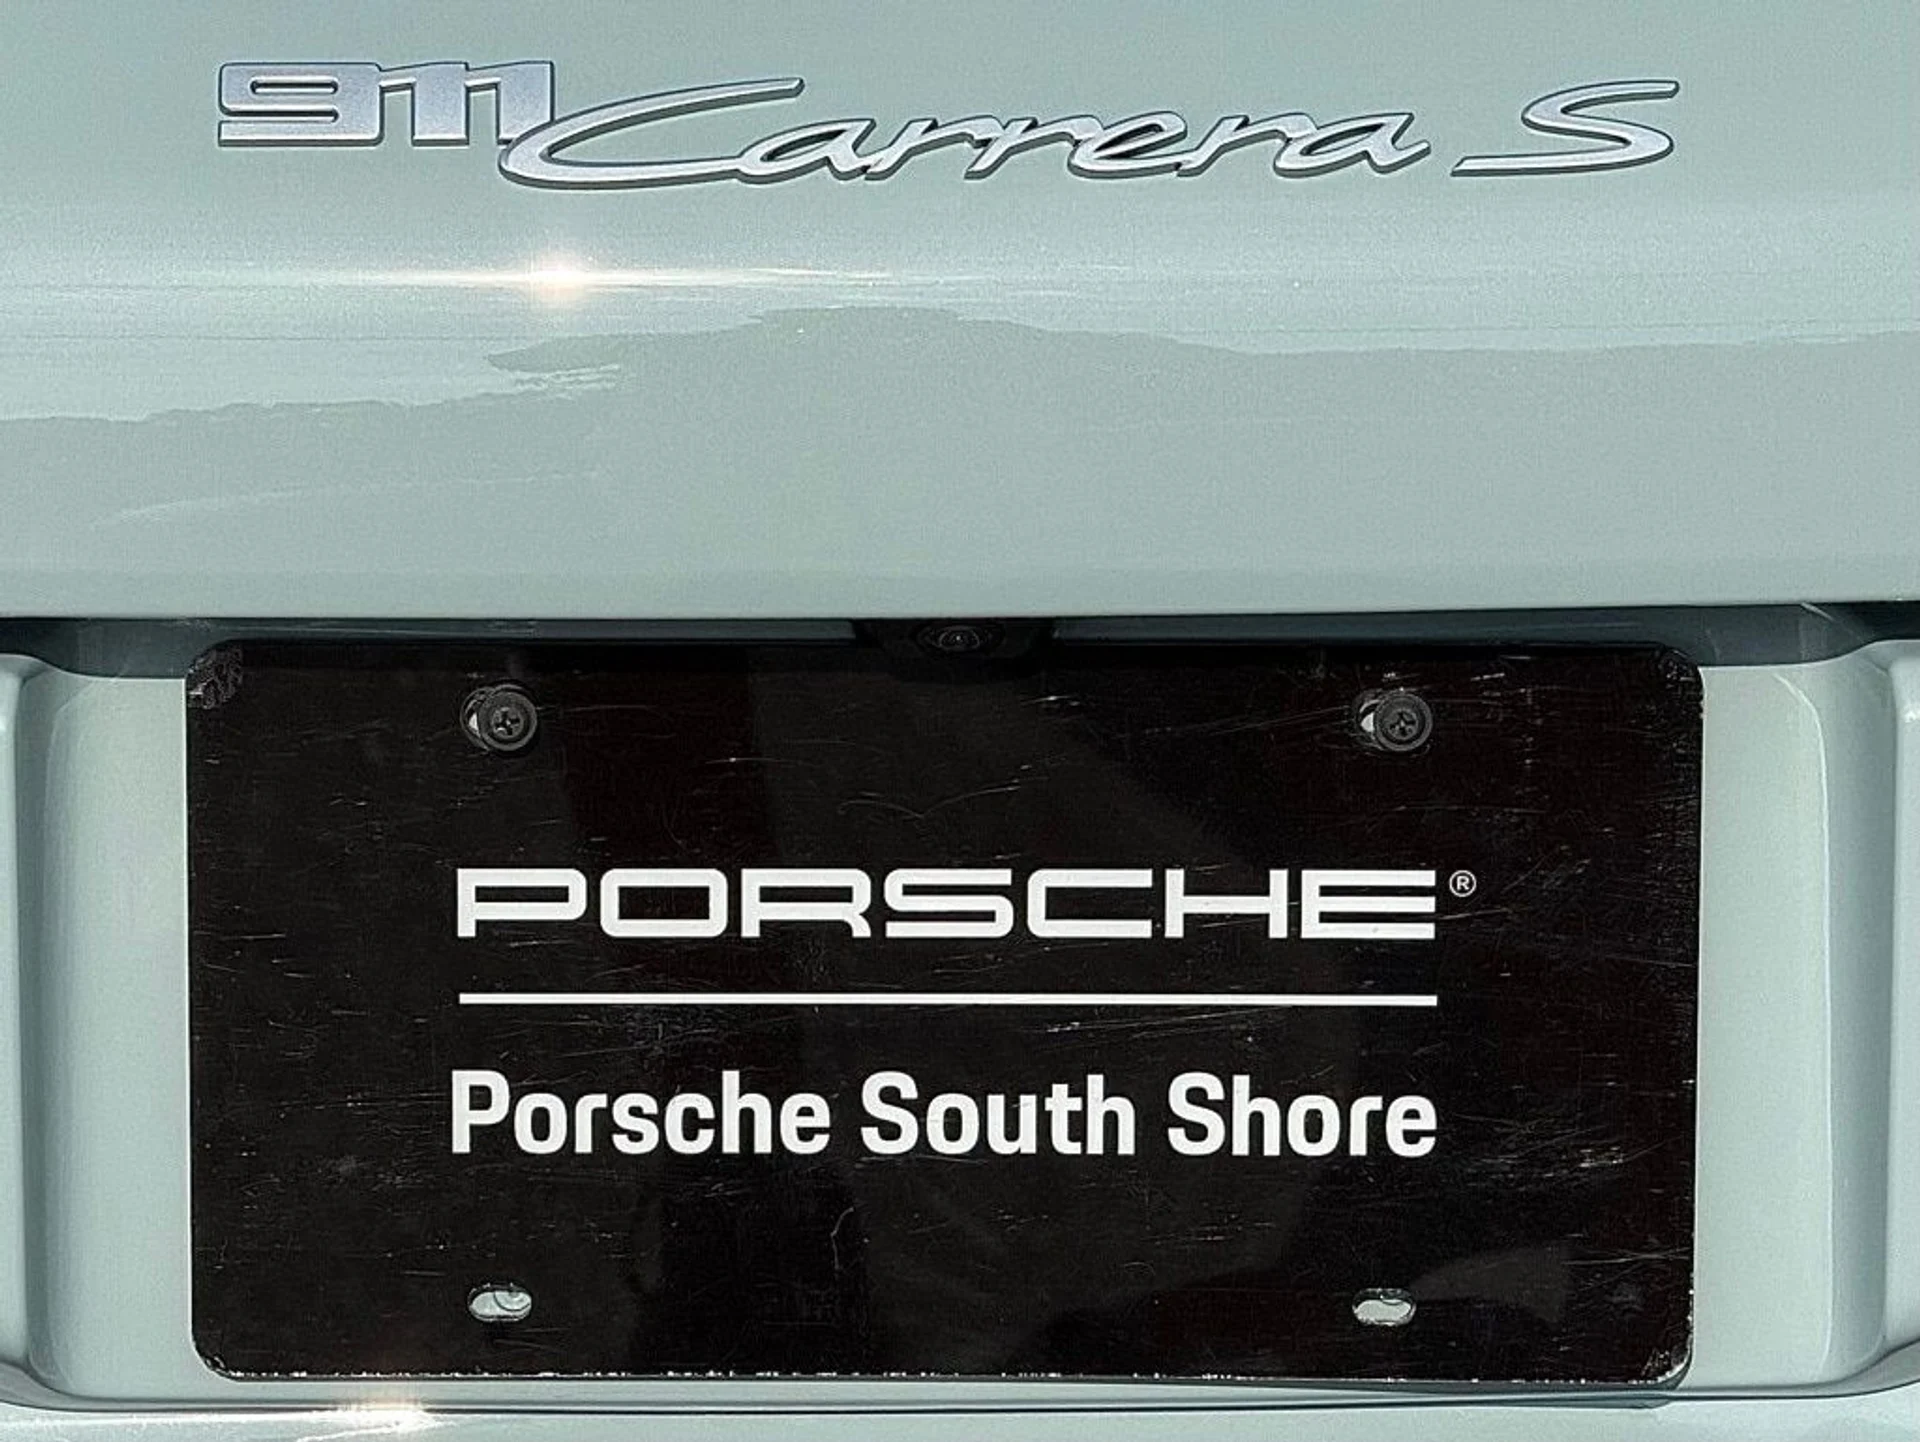 911 Carrera S
PORSCHE®
Porsche South Shore